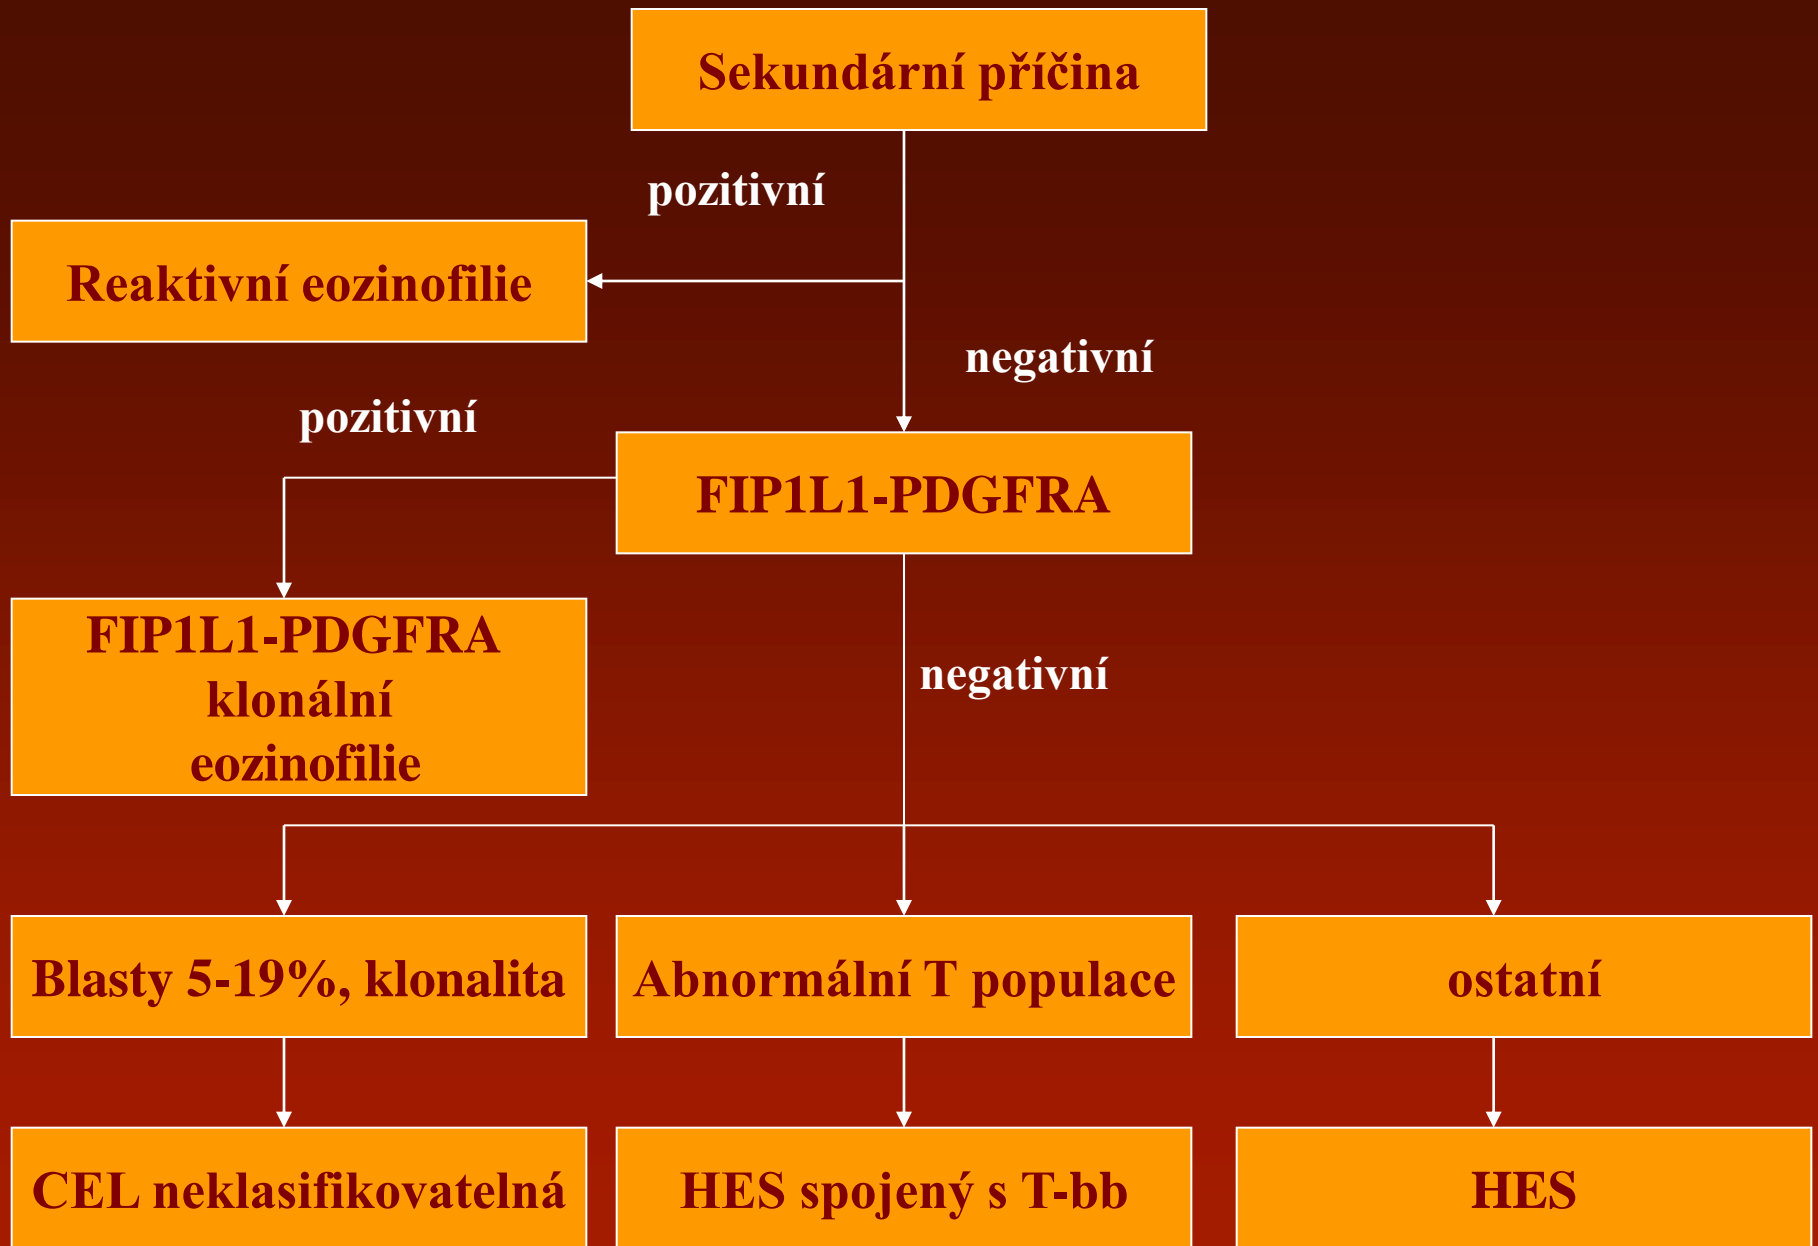 Sekundární příčina
pozitivní
Reaktivní eozinofilie
negativní
pozitivní
FIP1L1-PDGFRA
FIP1L1-PDGFRA
klonální
eozinofilie
negativní
Blasty 5-19%, klonalita
Abnormální T populace
ostatní
CEL neklasifikovatelná
HES spojený s T-bb
HES